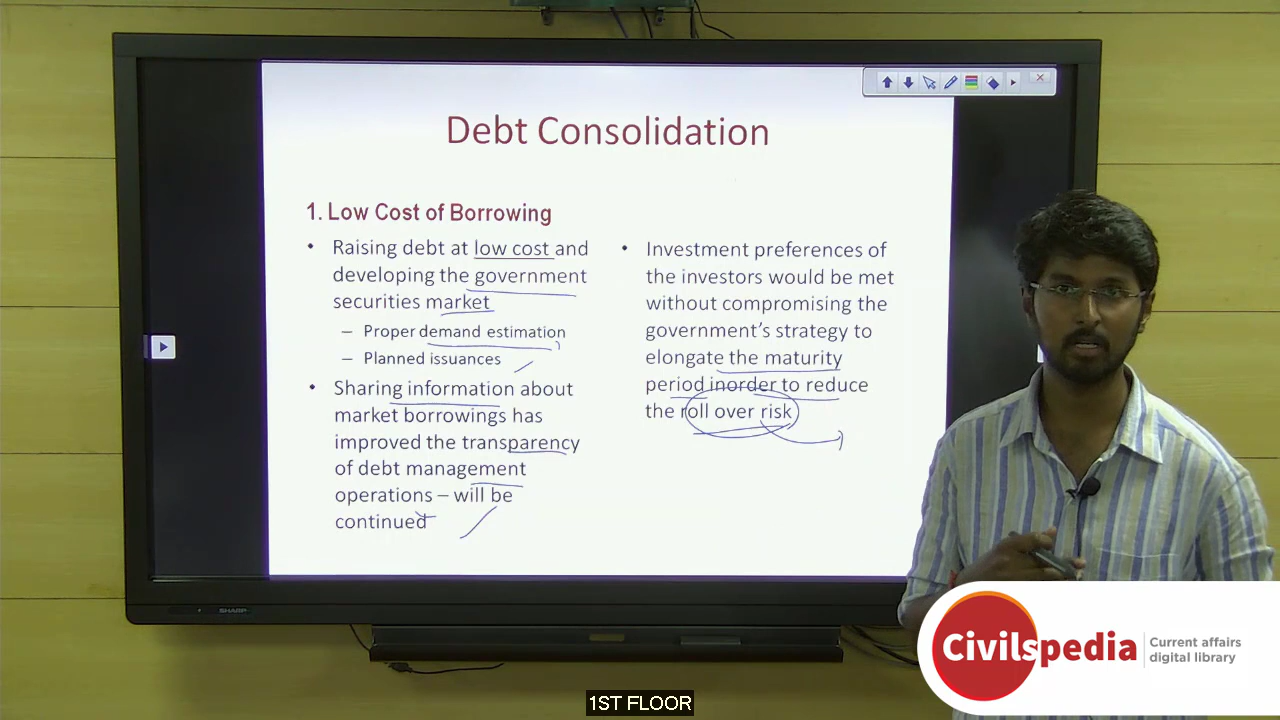 Debt Consolidation
1. Low Cost of Borrowing
• Raising debt at low cost and
developing the government
securities market
– Proper demand estimation
– Planned issuances
• Sharing information about
market borrowings has
improved the transparency
of debt management
operations – will be
continued
• Investment preferences of
the investors would be met
without compromising the
government's strategy to
elongate the maturity
period inorder to reduce
the roll over risk
SHARP
Civilspedia
Current affairs
digital library
1ST FLOOR